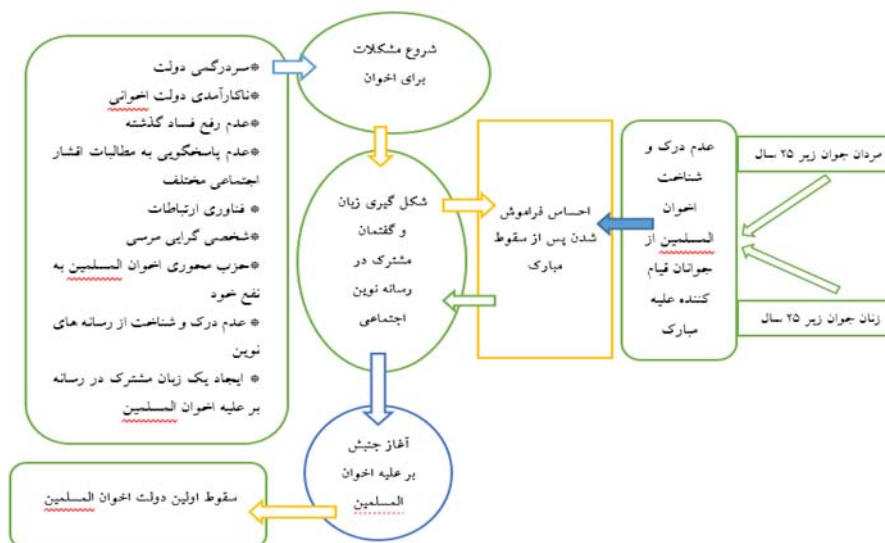 شروع مشکلات
برای اخوان
*سردرگمی دولت
*ناکارآمدی دولت اخوانی
*عدم رفع فساد گذشته
*عدم پاسخگویی به مطالبات اقشار
اجتماعی مختلف
* فناوری ارتباطات
*شخصی گرایی مرسی
*حزب محوری اخوان المسلمین به
نفع خود
* عدم درک و شناخت از رسانه های
نوین
* ایجاد یک زبان مشترک در رسانه
بر علیه اخوان المسلمین
مردان جوان زیر ۲۵ سال
زنان جوان زیر ۲۵ سال
عدم درک و
شناخت
اخوان
المسلمین از
جوانان قیام
کننده علیه
مبارک
احساس فراموش
شدن پس از سقوط
مبارک
شکل گیری زبان
و گفتمان
مشترک در
رسانه نوین
اجتماعی
آغاز جنبش
بر علیه اخوان
المسلمین
سقوط اولین دولت اخوان المسلمین